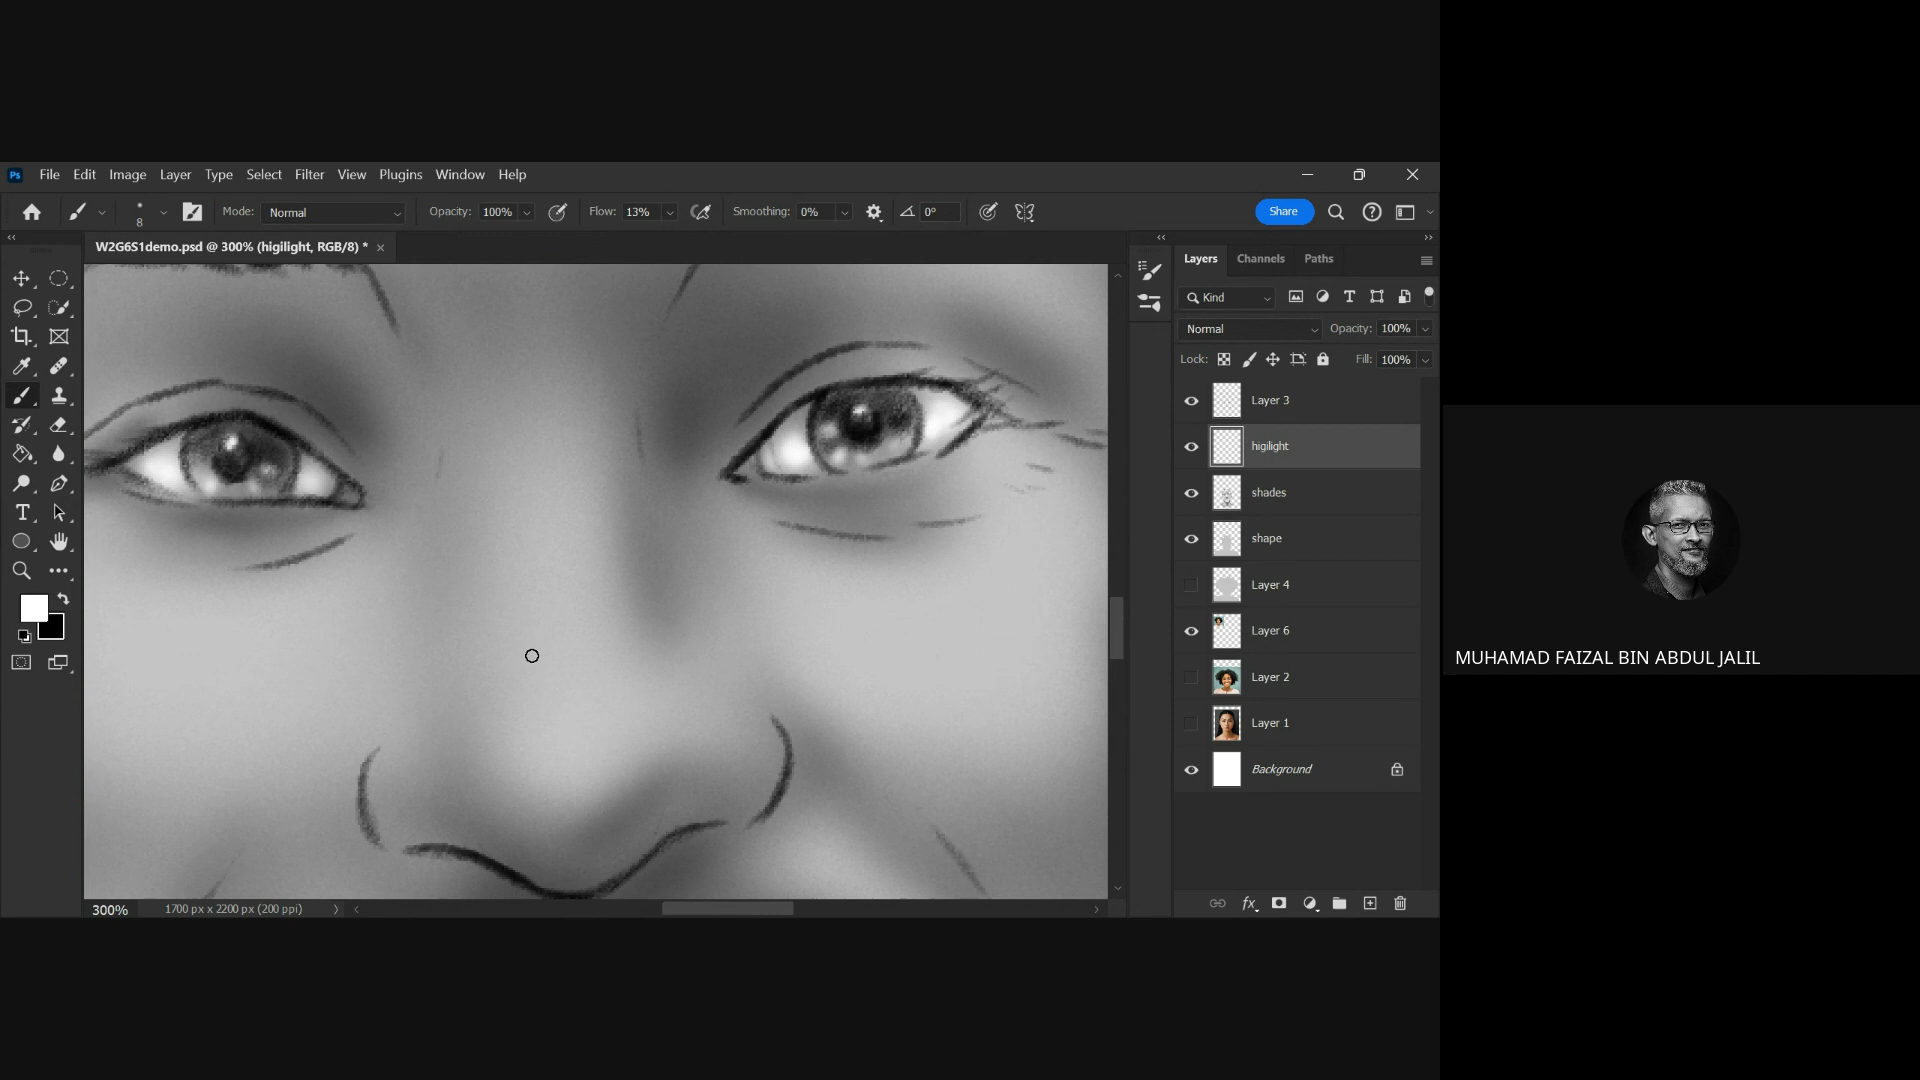 Ps File Edit Image Layer Type Select Filter View Plugins Window Help
8 Mode: Normal Opacity: 100% Flow: 13% Smoothing: 0% 0° Share
W2G6S1demo.psd @ 300% (higilight, RGB/8) *
Layers Channels Paths
Kind
Normal Opacity: 100%
Lock: Fill: 100%
Layer 3
higilight
shades
shape
Layer 4
Layer 6
Layer 2
Layer 1
Background
300% 1700 px x 2200 px (200 ppi)
MUHAMAD FAIZAL BIN ABDUL JALIL